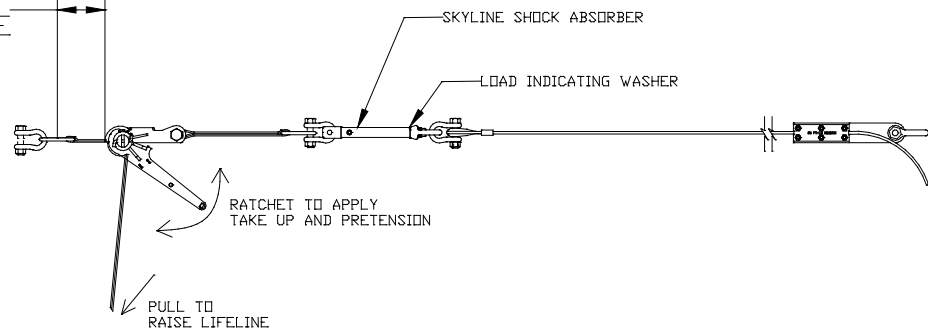 SKYLINE SHOCK ABSORBER
E
LOAD INDICATING WASHER
RATCHET TO APPLY
TAKE UP AND PRETENSION
PULL TO
RAISE LIFELINE